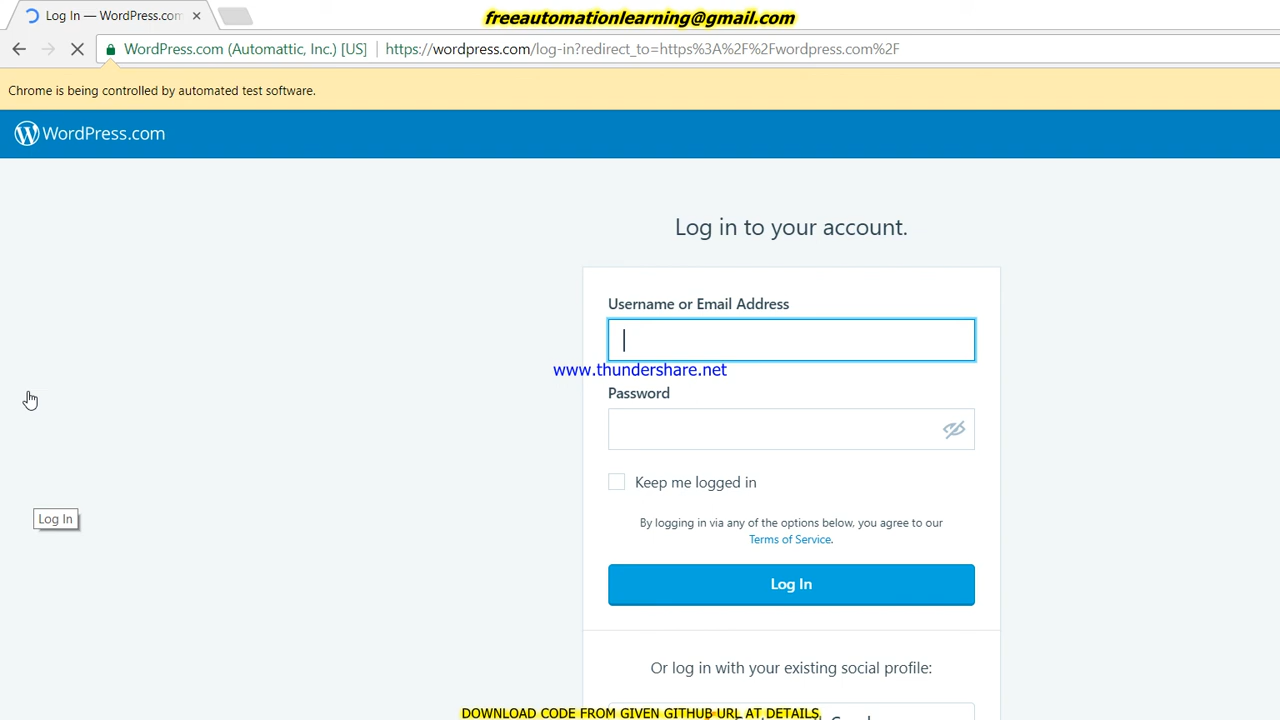 Log In — WordPress.com
freeautomationlearning@gmail.com
WordPress.com (Automattic, Inc.) [US] https://wordpress.com/log-in?redirect_to=https%3A%2F%2Fwordpress.com%2F
Chrome is being controlled by automated test software.
WordPress.com
Log in to your account.
Username or Email Address
www.thundershare.net
Password
Keep me logged in
Log In
By logging in via any of the options below, you agree to our
Terms of Service.
Log In
Or log in with your existing social profile:
DOWNLOAD CODE FROM GIVEN GITHUB URL AT DETAILS